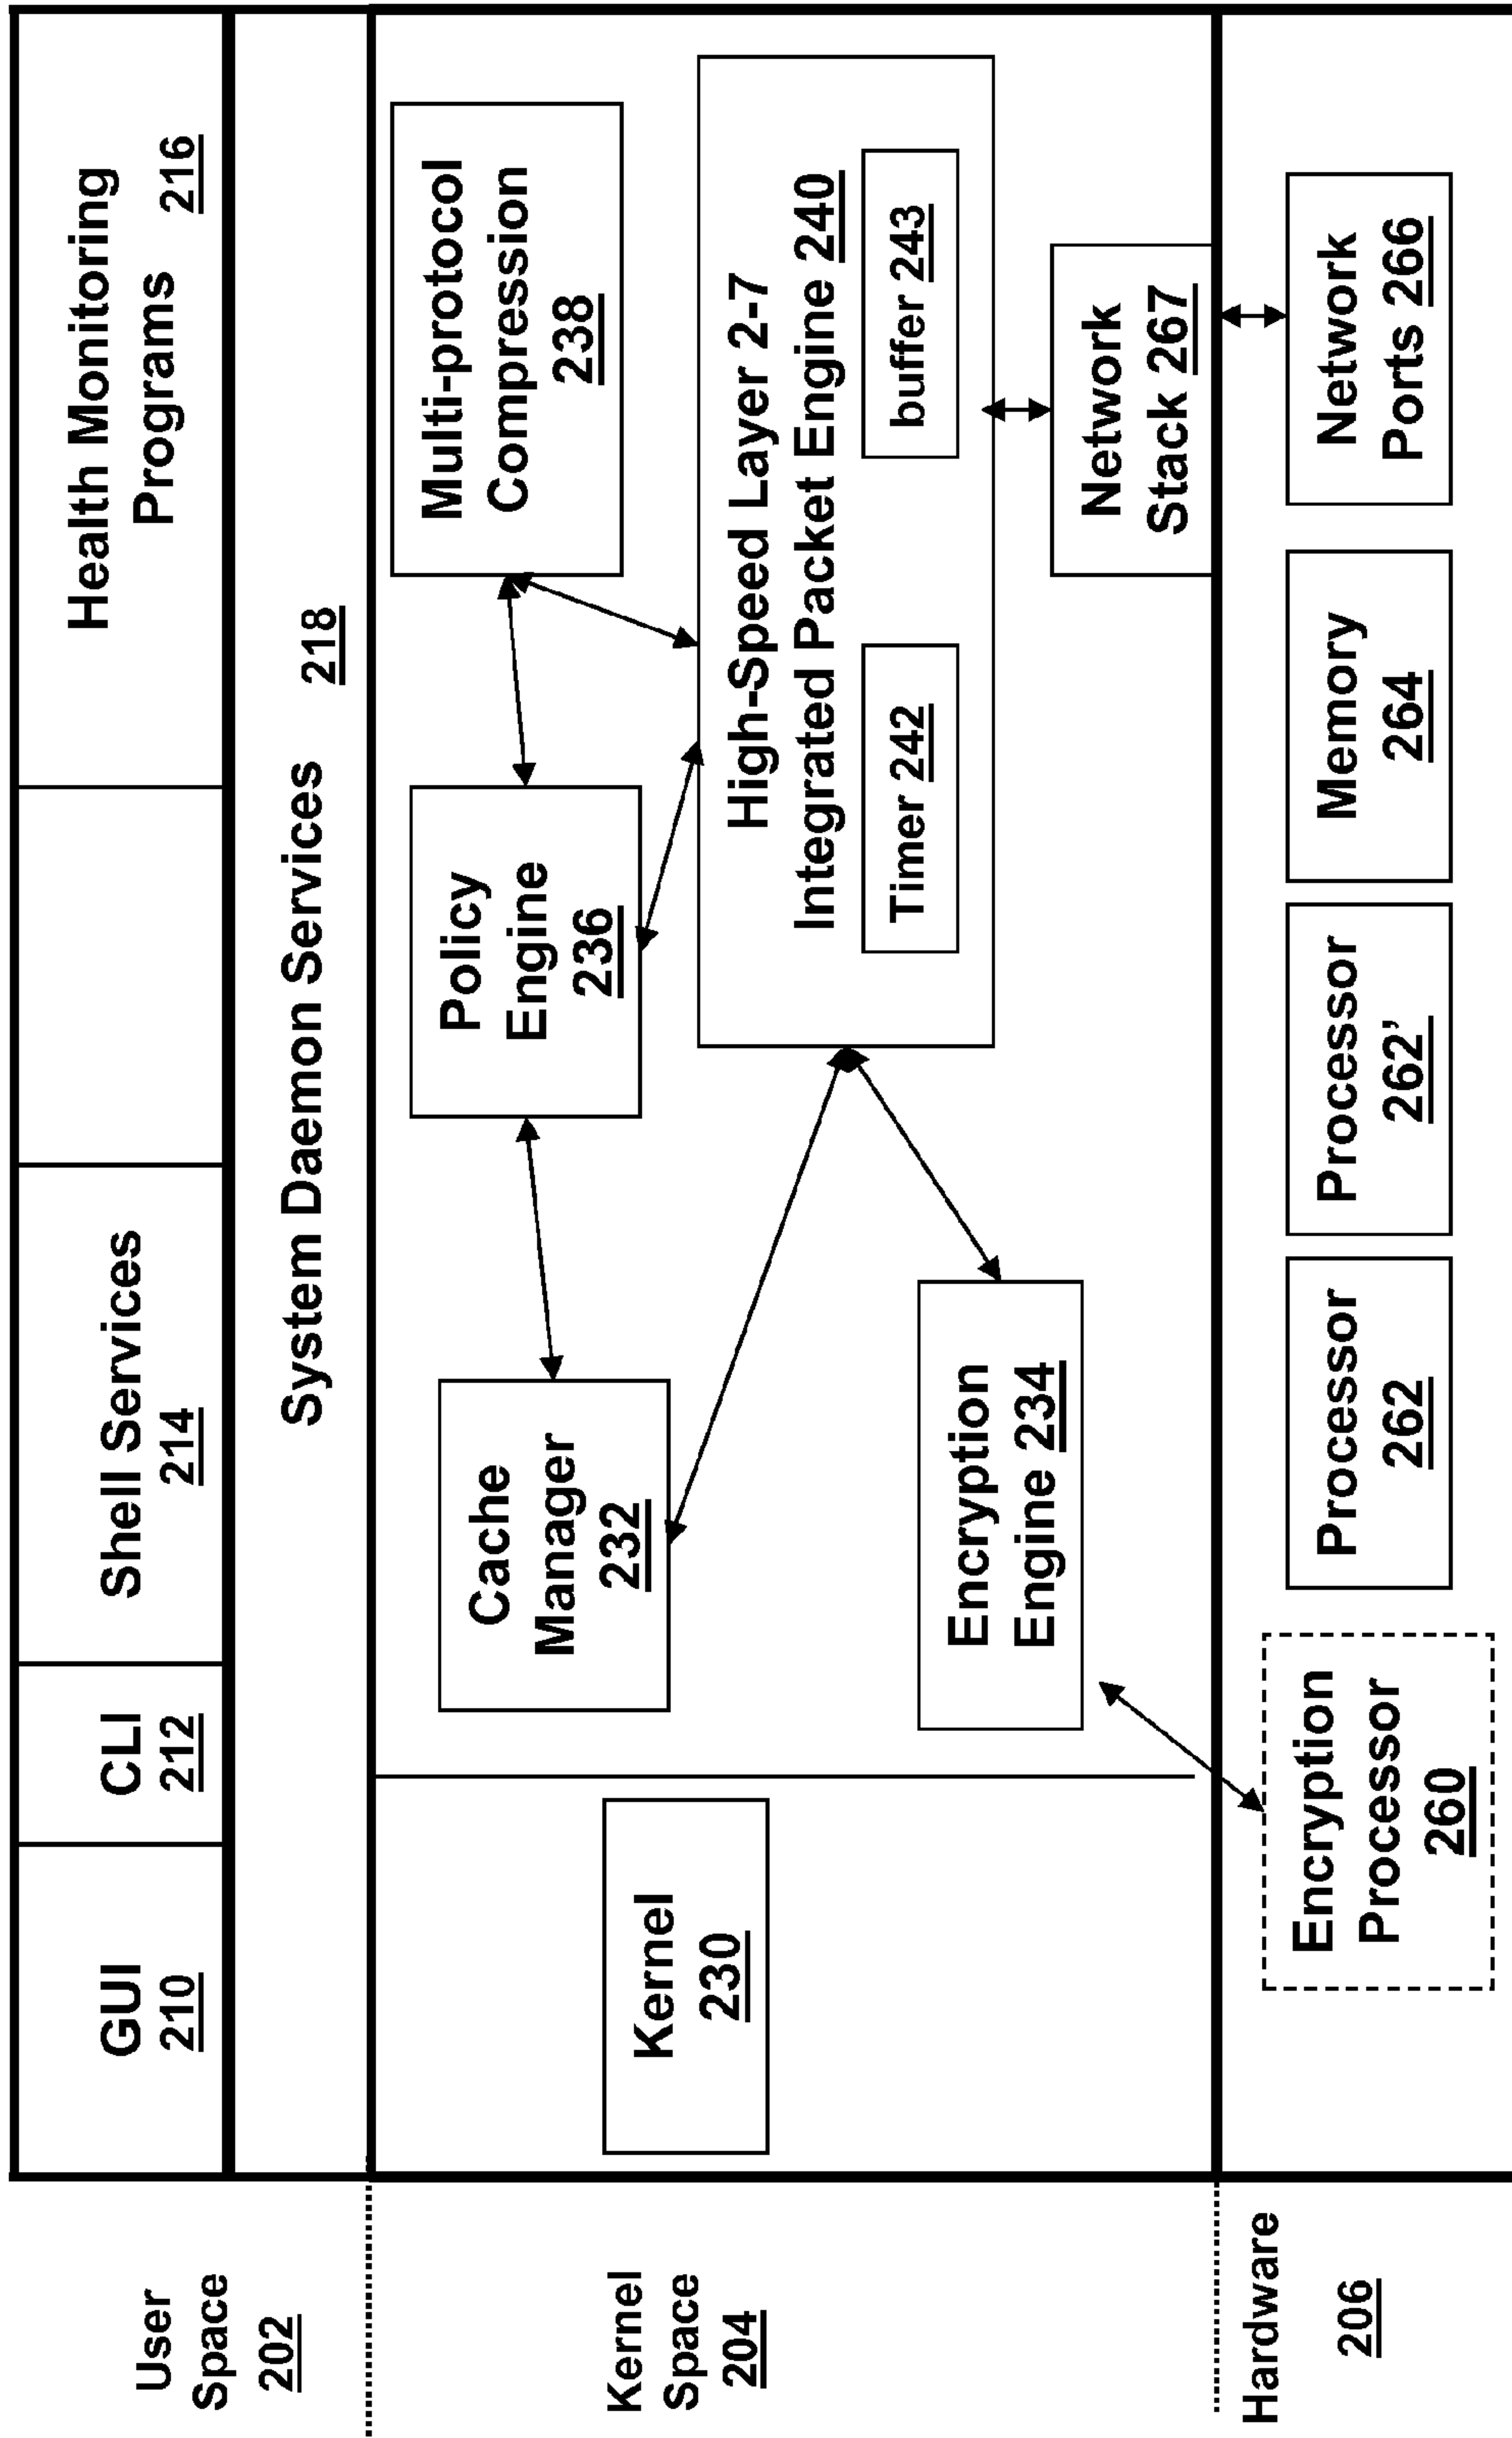 User
Space
202
GUI
210
CLI
212
Shell Services
214
Health Monitoring
Programs 216
System Daemon Services 218
Kernel
Space
204
Kernel
230
Cache
Manager
232
Policy
Engine
236
Multi-protocol
Compression
238
High-Speed Layer 2-7
Integrated Packet Engine 240
Timer 242
buffer 243
Encryption
Engine 234
Network
Stack 267
Hardware
206
Encryption
Processor
260
Processor
262
Processor
262’
Memory
264
Network
Ports 266